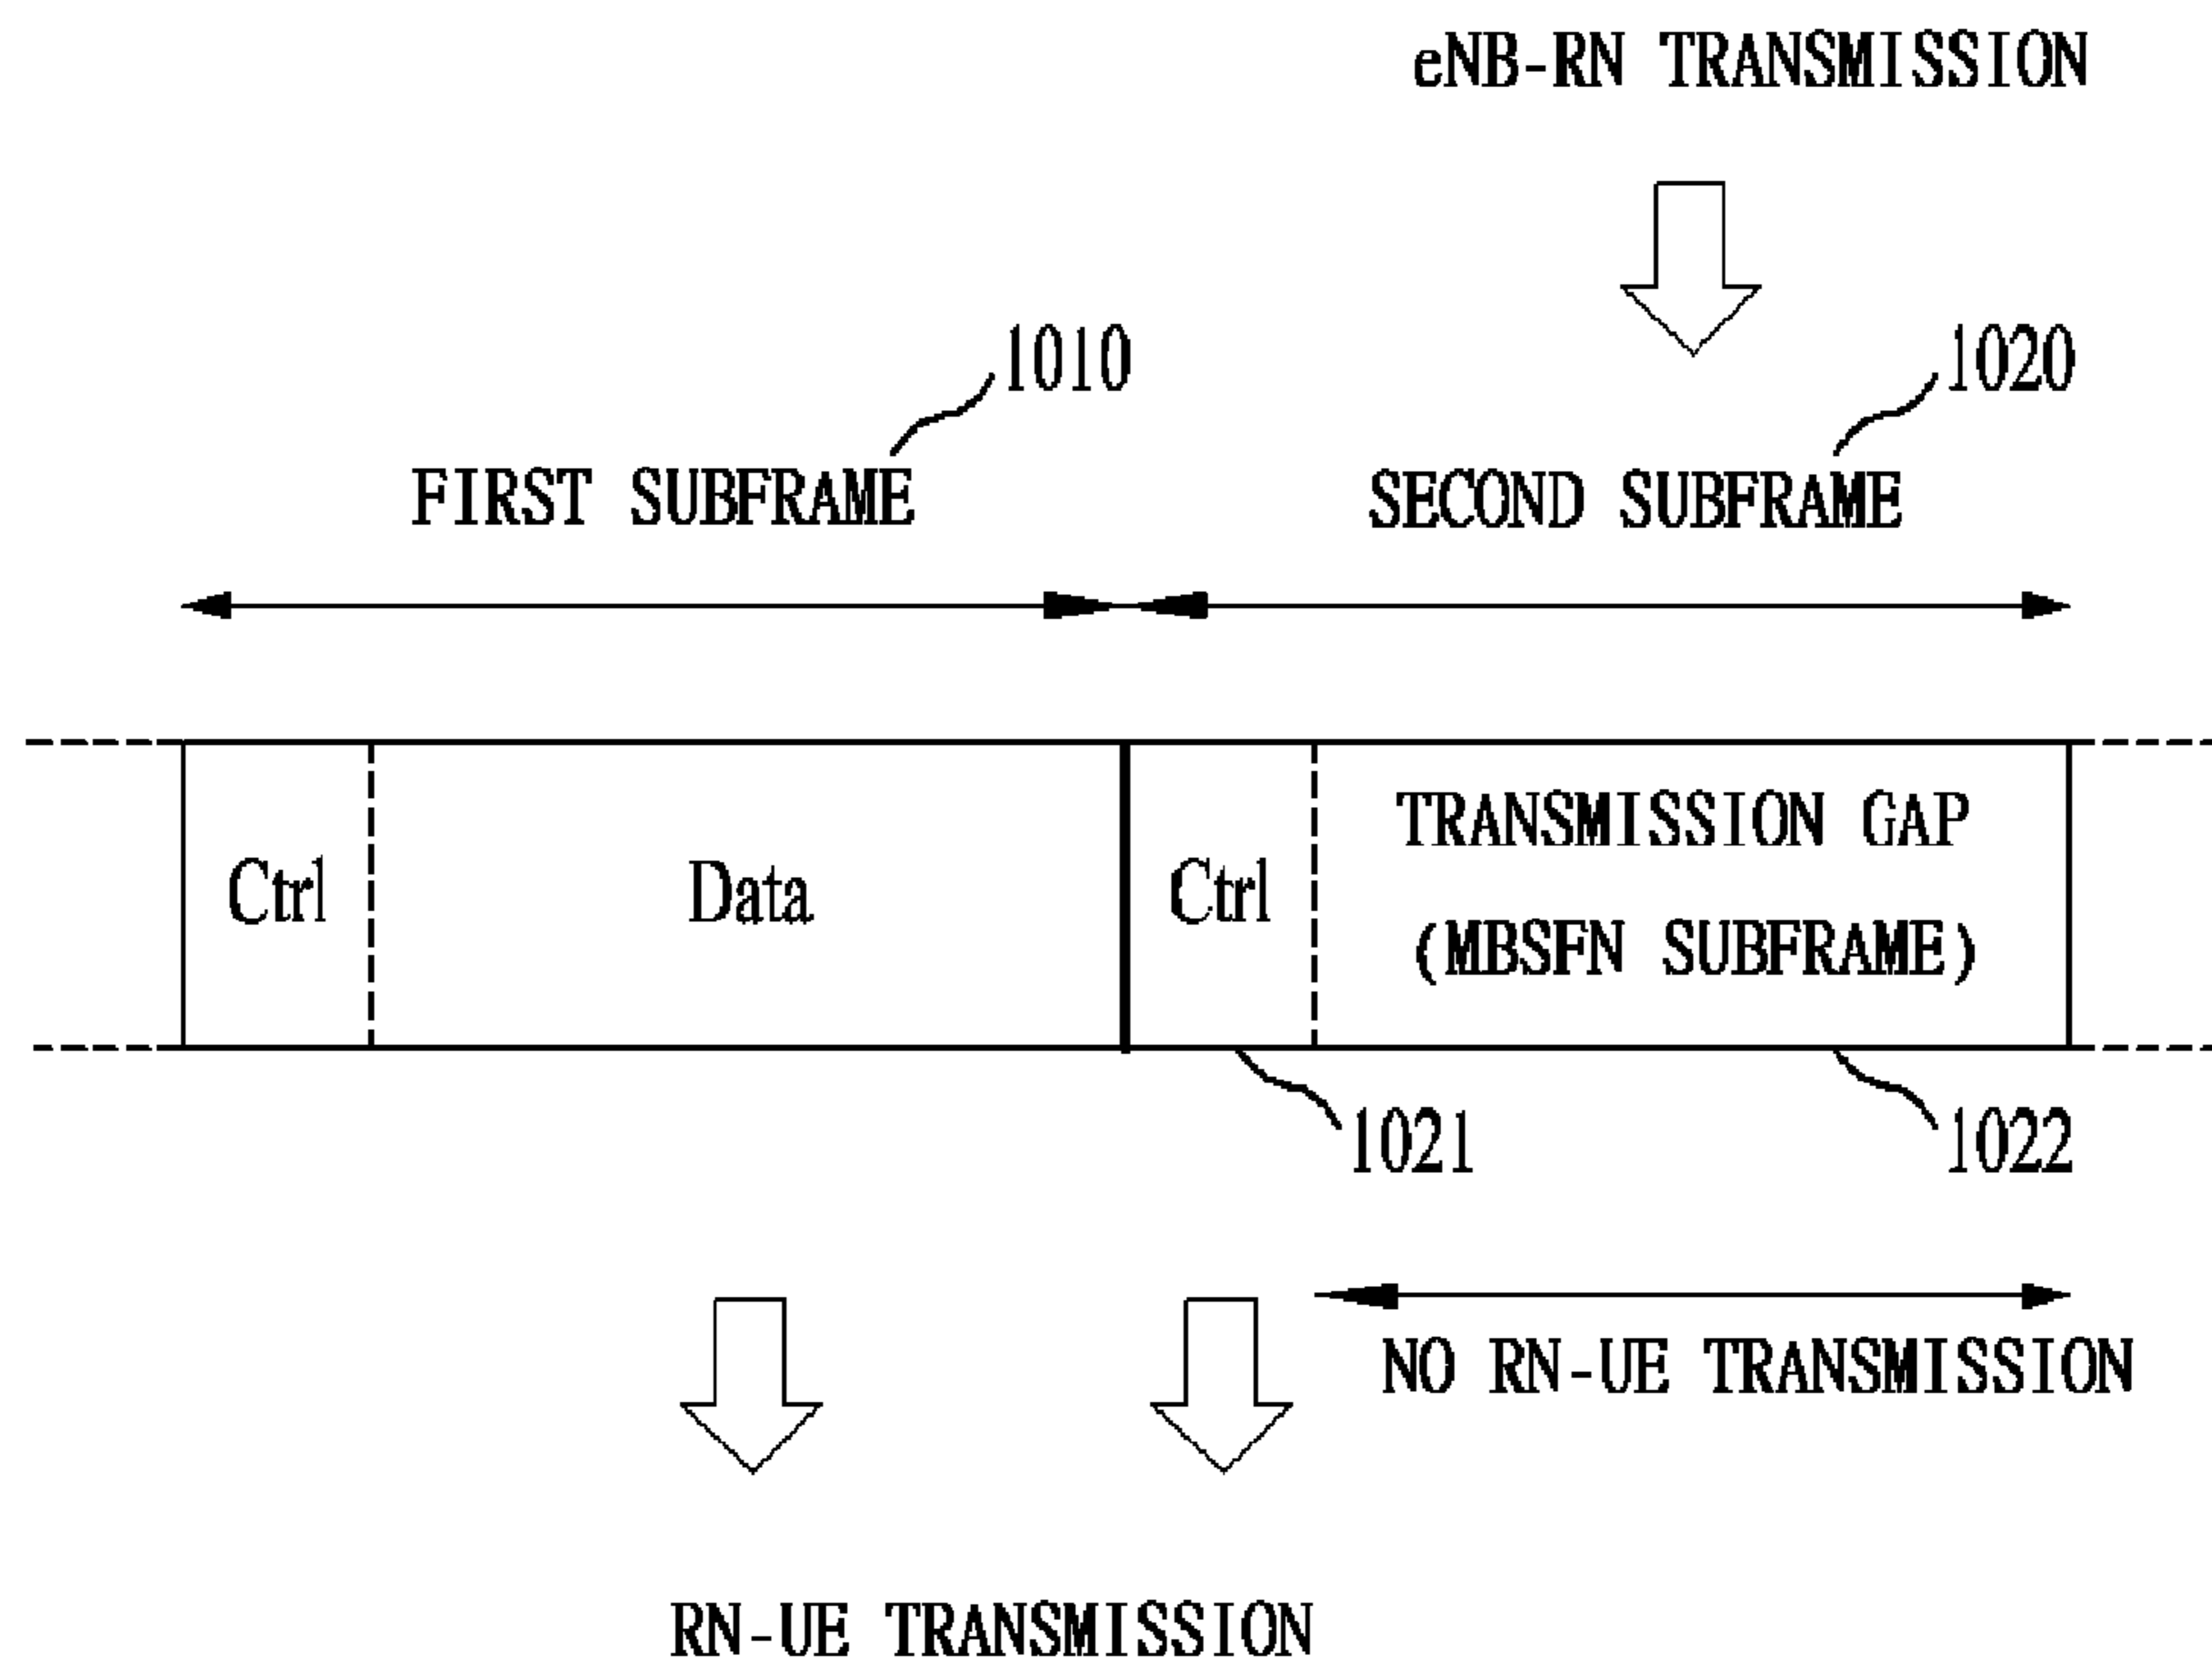 eNB-RN TRANSMISSION
1010
1020
FIRST SUBFRAME
SECOND SUBFRAME
Ctrl
Data
Ctrl
TRANSMISSION GAP
(MBSFN SUBFRAME)
1021
1022
NO RN-UE TRANSMISSION
RN-UE TRANSMISSION